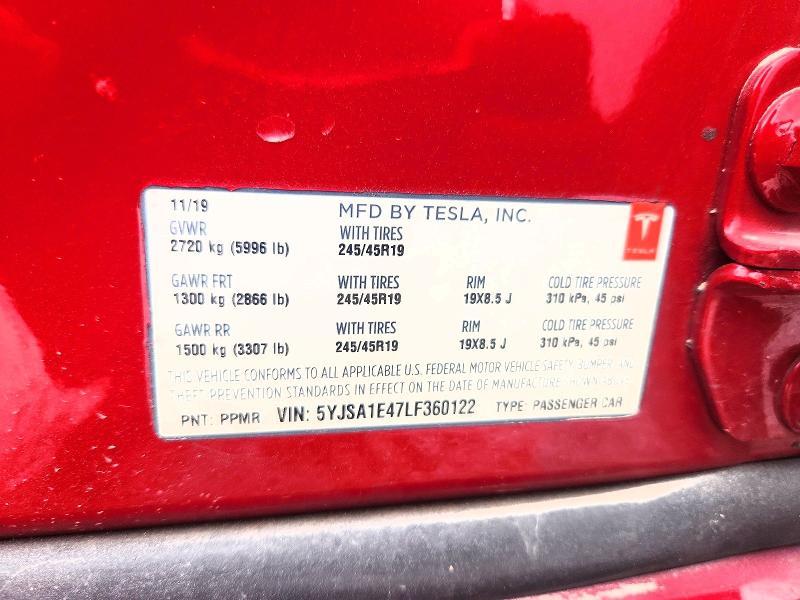 11/19 MFD BY TESLA, INC.
GVWR WITH TIRES
2720 kg (5996 lb) 245/45R19
TESLA
GAWR FRT WITH TIRES RIM COLD TIRE PRESSURE
1300 kg (2866 lb) 245/45R19 19X8.5 J 310 kPa, 45 psi
GAWR RR WITH TIRES RIM COLD TIRE PRESSURE
1500 kg (3307 lb) 245/45R19 19X8.5 J 310 kPa, 45 psi
THIS VEHICLE CONFORMS TO ALL APPLICABLE U.S. FEDERAL MOTOR VEHICLE SAFETY BUMPER, AND
THEFT PREVENTION STANDARDS IN EFFECT ON THE DATE OF MANUFACTURE SHOWN ABOVE.
PNT: PPMR VIN: 5YJSA1E47LF360122 TYPE: PASSENGER CAR